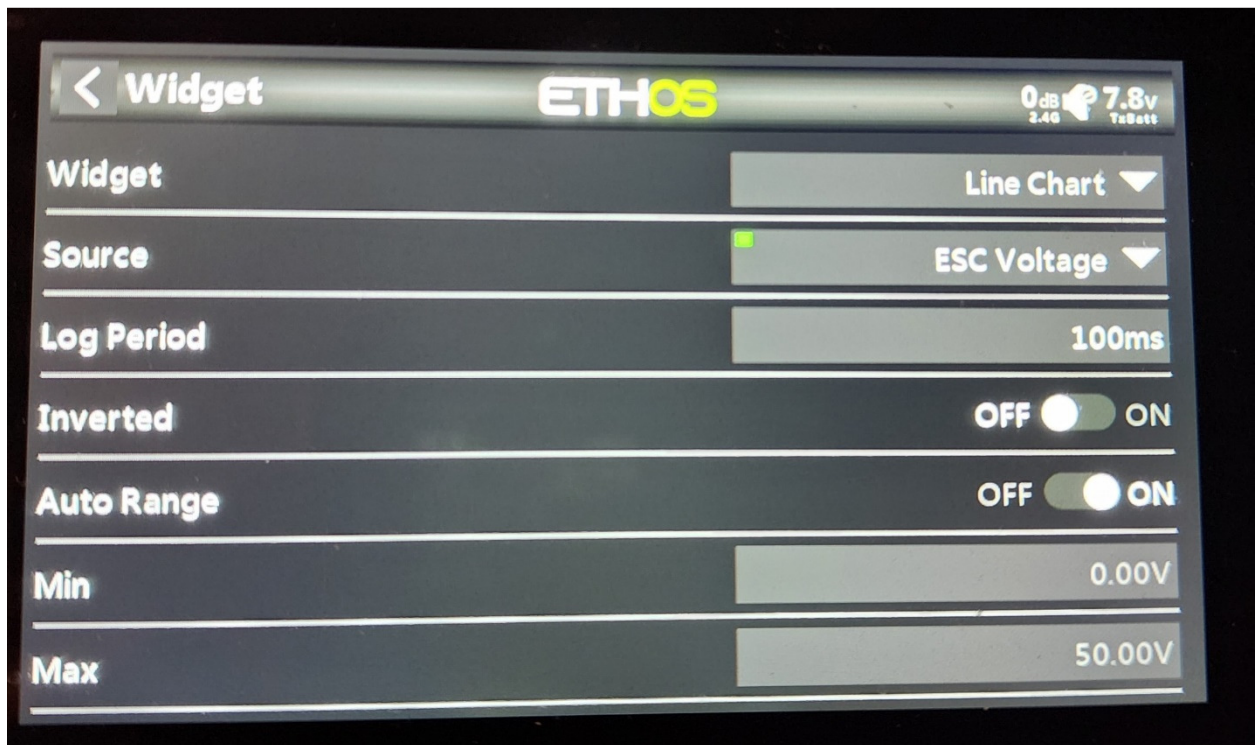 Widget ETHOS 0dB 2.4G 7.8v TxBatt
Widget Line Chart
Source ESC Voltage
Log Period 100ms
Inverted OFF ON
Auto Range OFF ON
Min 0.00V
Max 50.00V